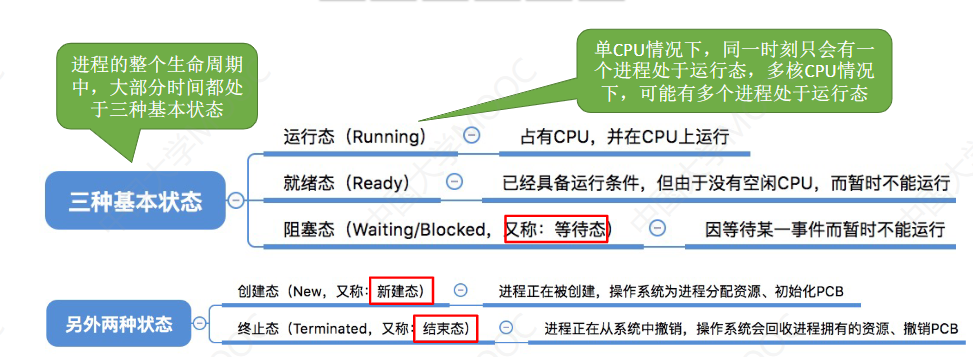 进程的整个生命周期
中，大部分时间都处
于三种基本状态
单CPU情况下，同一时刻只会有一
个进程处于运行态，多核CPU情况
下，可能有多个进程处于运行态
三种基本状态
运行态（Running）
占有CPU，并在CPU上运行
就绪态（Ready）
已经具备运行条件，但由于没有空闲CPU，而暂时不能运行
阻塞态（Waiting/Blocked，又称：等待态）
因等待某一事件而暂时不能运行
另外两种状态
创建态（New，又称：新建态）
进程正在被创建，操作系统为进程分配资源、初始化PCB
终止态（Terminated，又称：结束态）
进程正在从系统中撤销，操作系统会回收进程拥有的资源、撤销PCB
中国大学MOOC